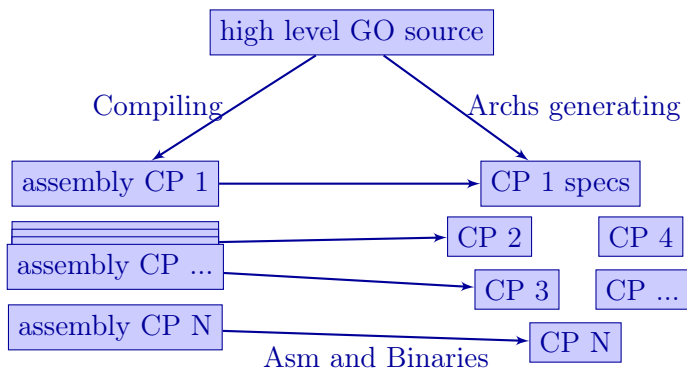 high level GO source
Compiling
Archs generating
assembly CP 1
CP 1 specs
CP 2
CP 4
assembly CP ...
CP 3
CP ...
assembly CP N
CP N
Asm and Binaries